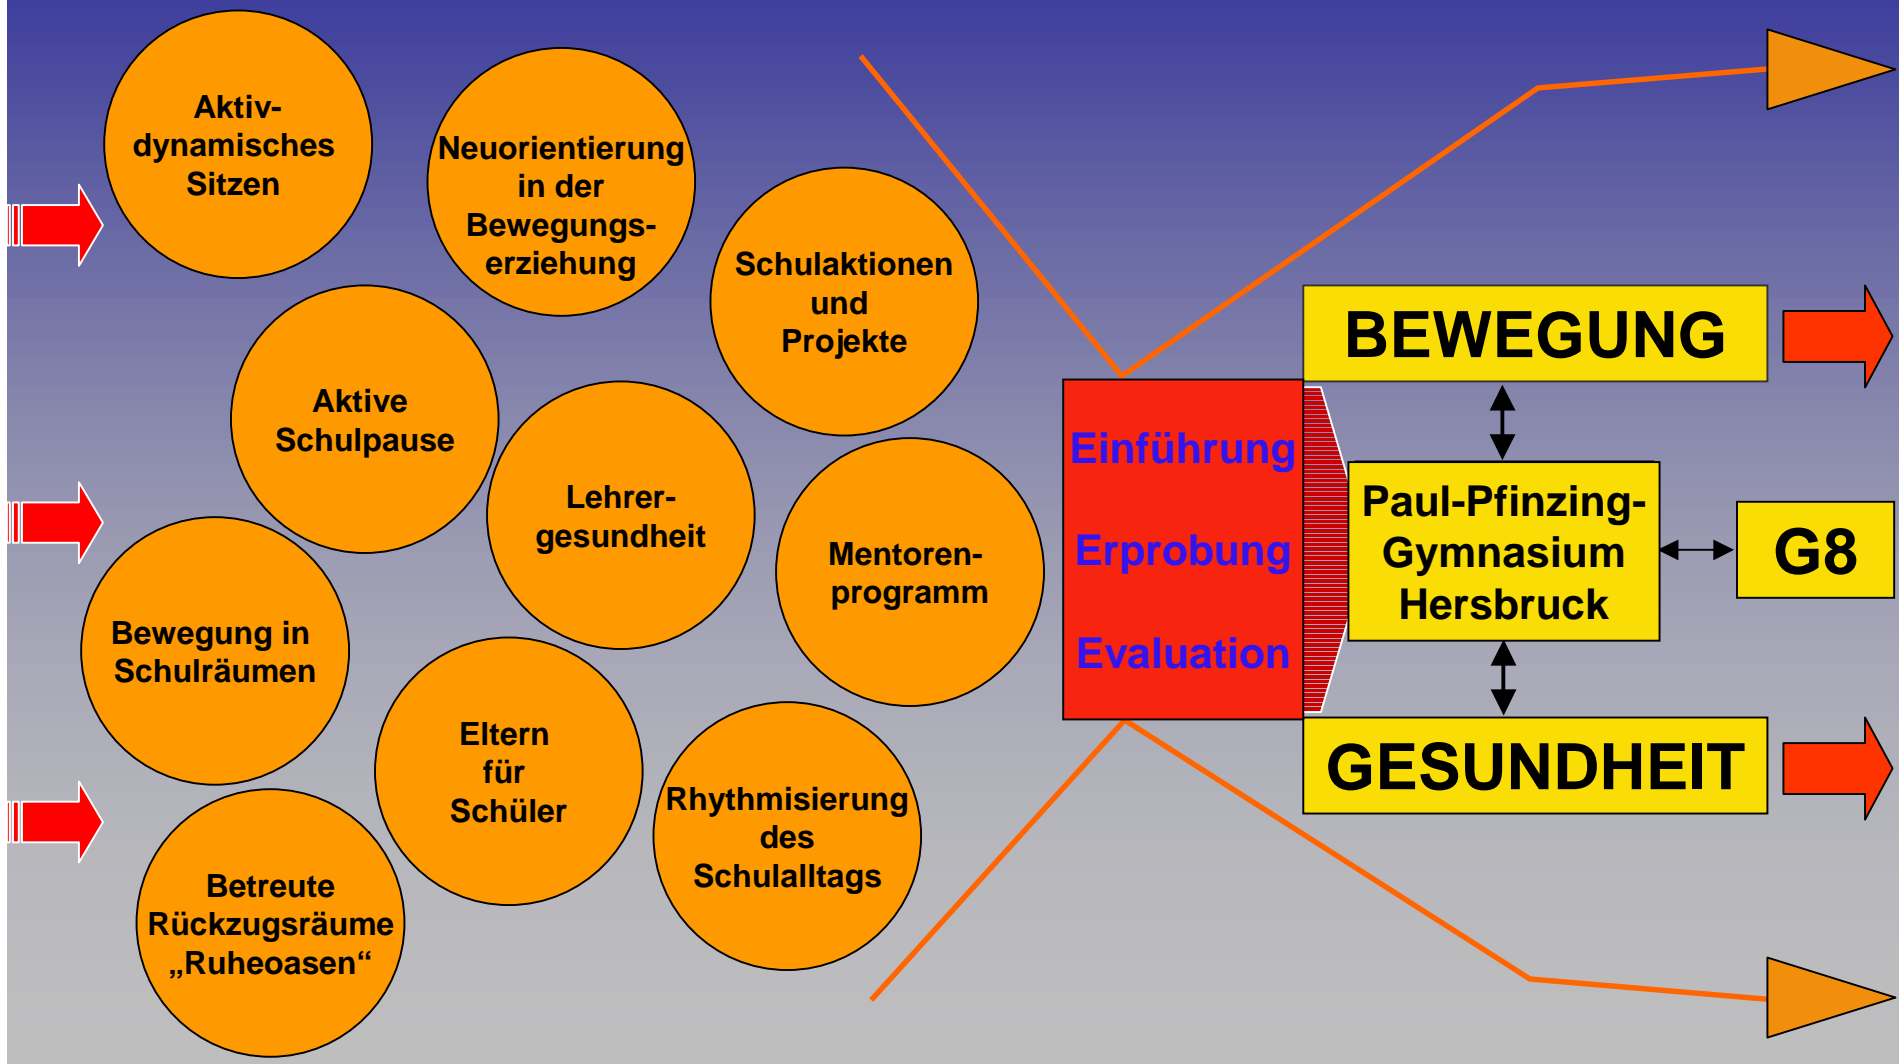 Aktiv-
dynamisches
Sitzen
Neuorientierung
in der
Bewegungs-
erziehung
Schulaktionen
und
Projekte
Aktive
Schulpause
Lehrer-
gesundheit
Mentoren-
programm
Bewegung in
Schulräumen
Eltern
für
Schüler
Rhythmisierung
des
Schulalltags
Betreute
Rückzugsräume
„Ruheoasen“
Einführung
Erprobung
Evaluation
BEWEGUNG
Paul-Pfinzing-
Gymnasium
Hersbruck
G8
GESUNDHEIT